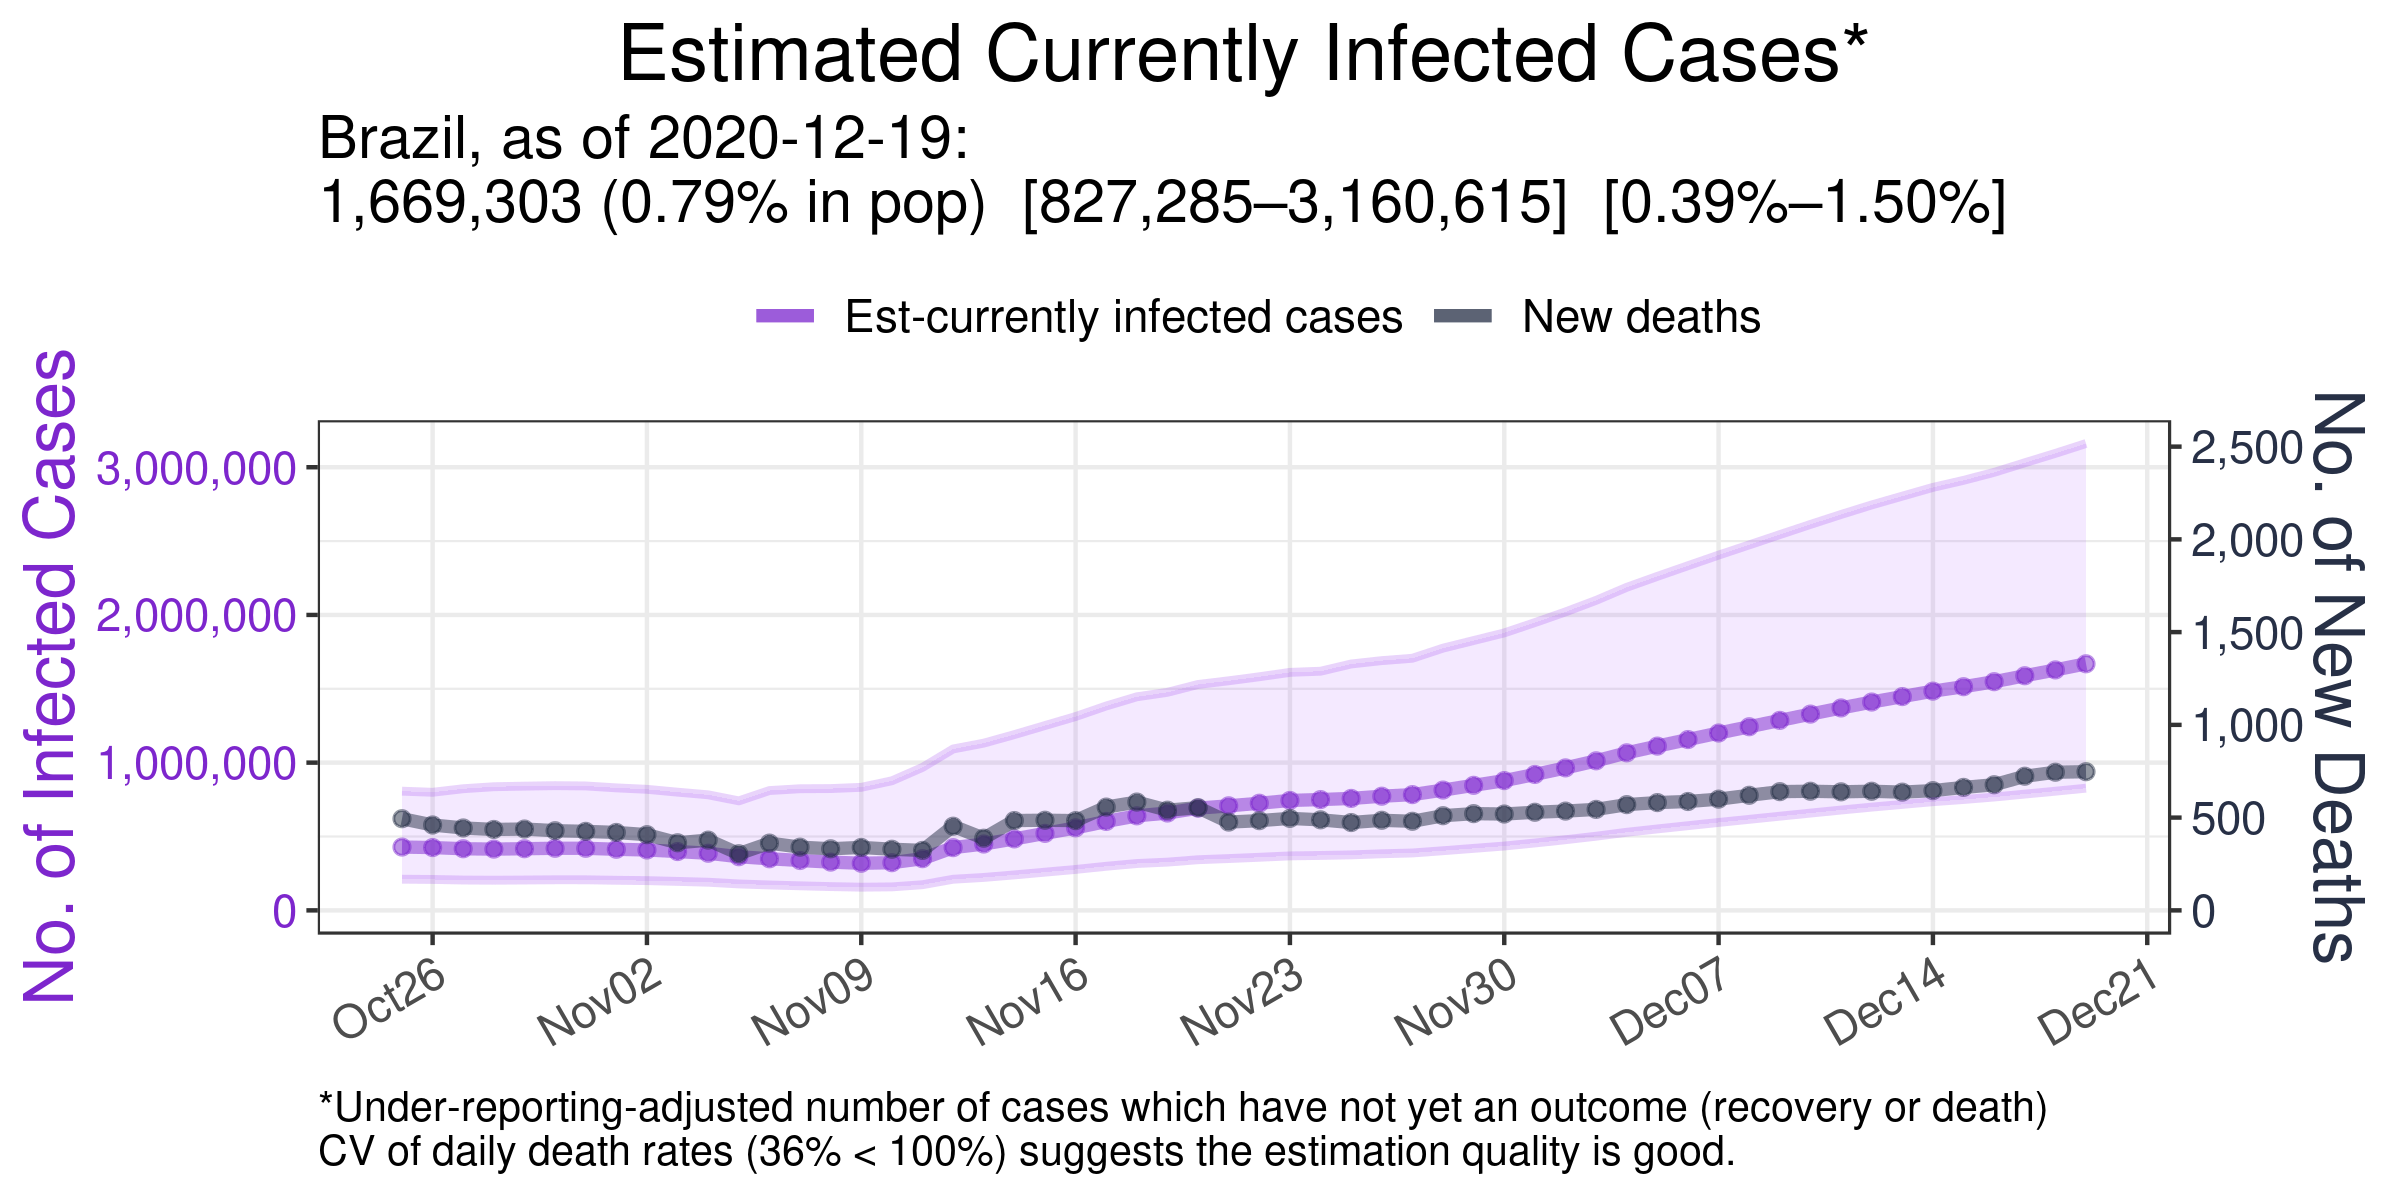 Estimated Currently Infected Cases*
Brazil, as of 2020-12-19:
1,669,303 (0.79% in pop) [827,285–3,160,615] [0.39%–1.50%]
Est-currently infected cases
New deaths
No. of Infected Cases
3,000,000
2,000,000
1,000,000
0
2,500
2,000
1,500
1,000
500
0
No. of New Deaths
Oct26
Nov02
Nov09
Nov16
Nov23
Nov30
Dec07
Dec14
Dec21
*Under-reporting-adjusted number of cases which have not yet an outcome (recovery or death)
CV of daily death rates (36% < 100%) suggests the estimation quality is good.